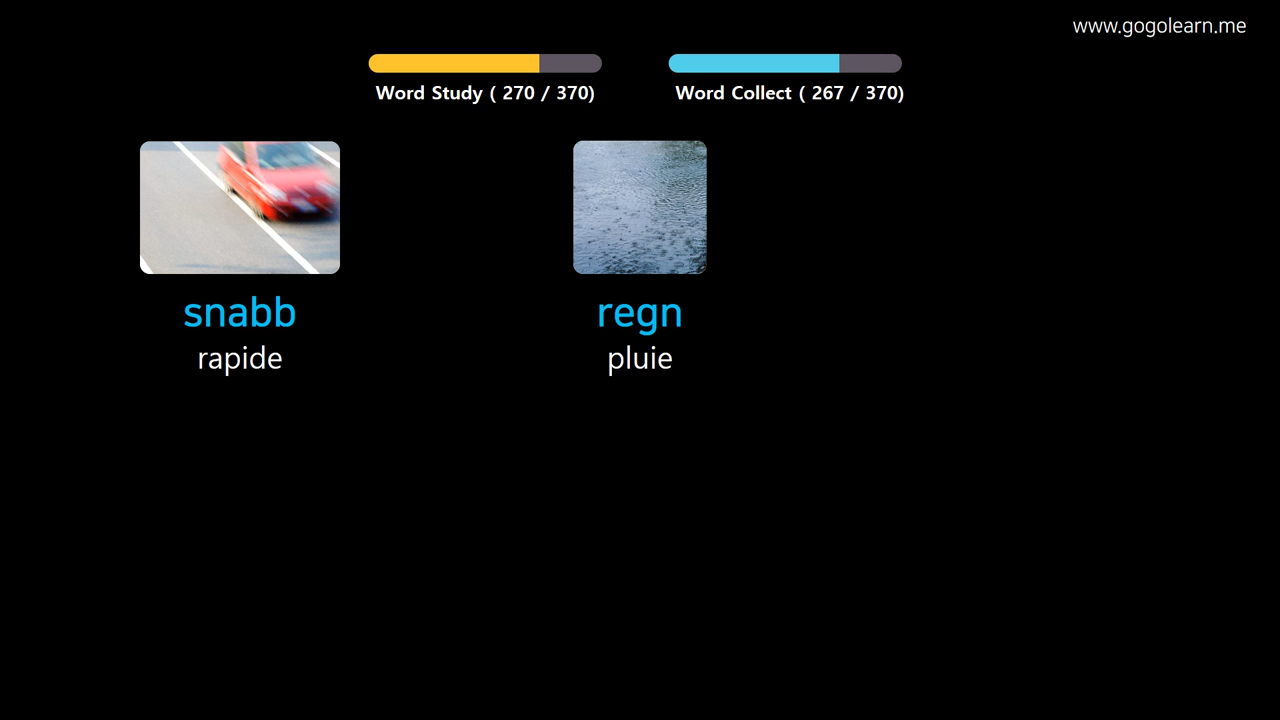 www.gogolearn.me
Word Study ( 270 / 370)
Word Collect ( 267 / 370)
snabb
rapide
regn
pluie